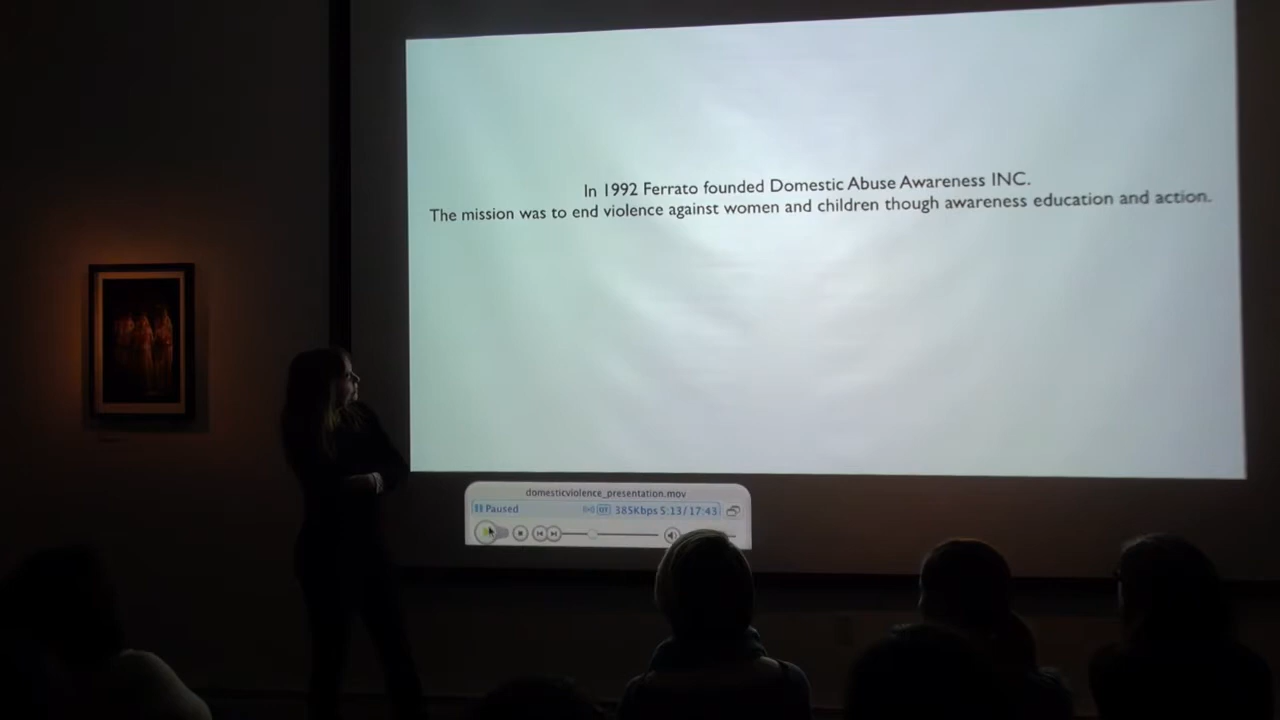 In 1992 Ferrato founded Domestic Abuse Awareness INC.
The mission was to end violence against women and children though awareness education and action.
domesticviolence_presentation.mov
Paused 385Kbps 5:13/17:43